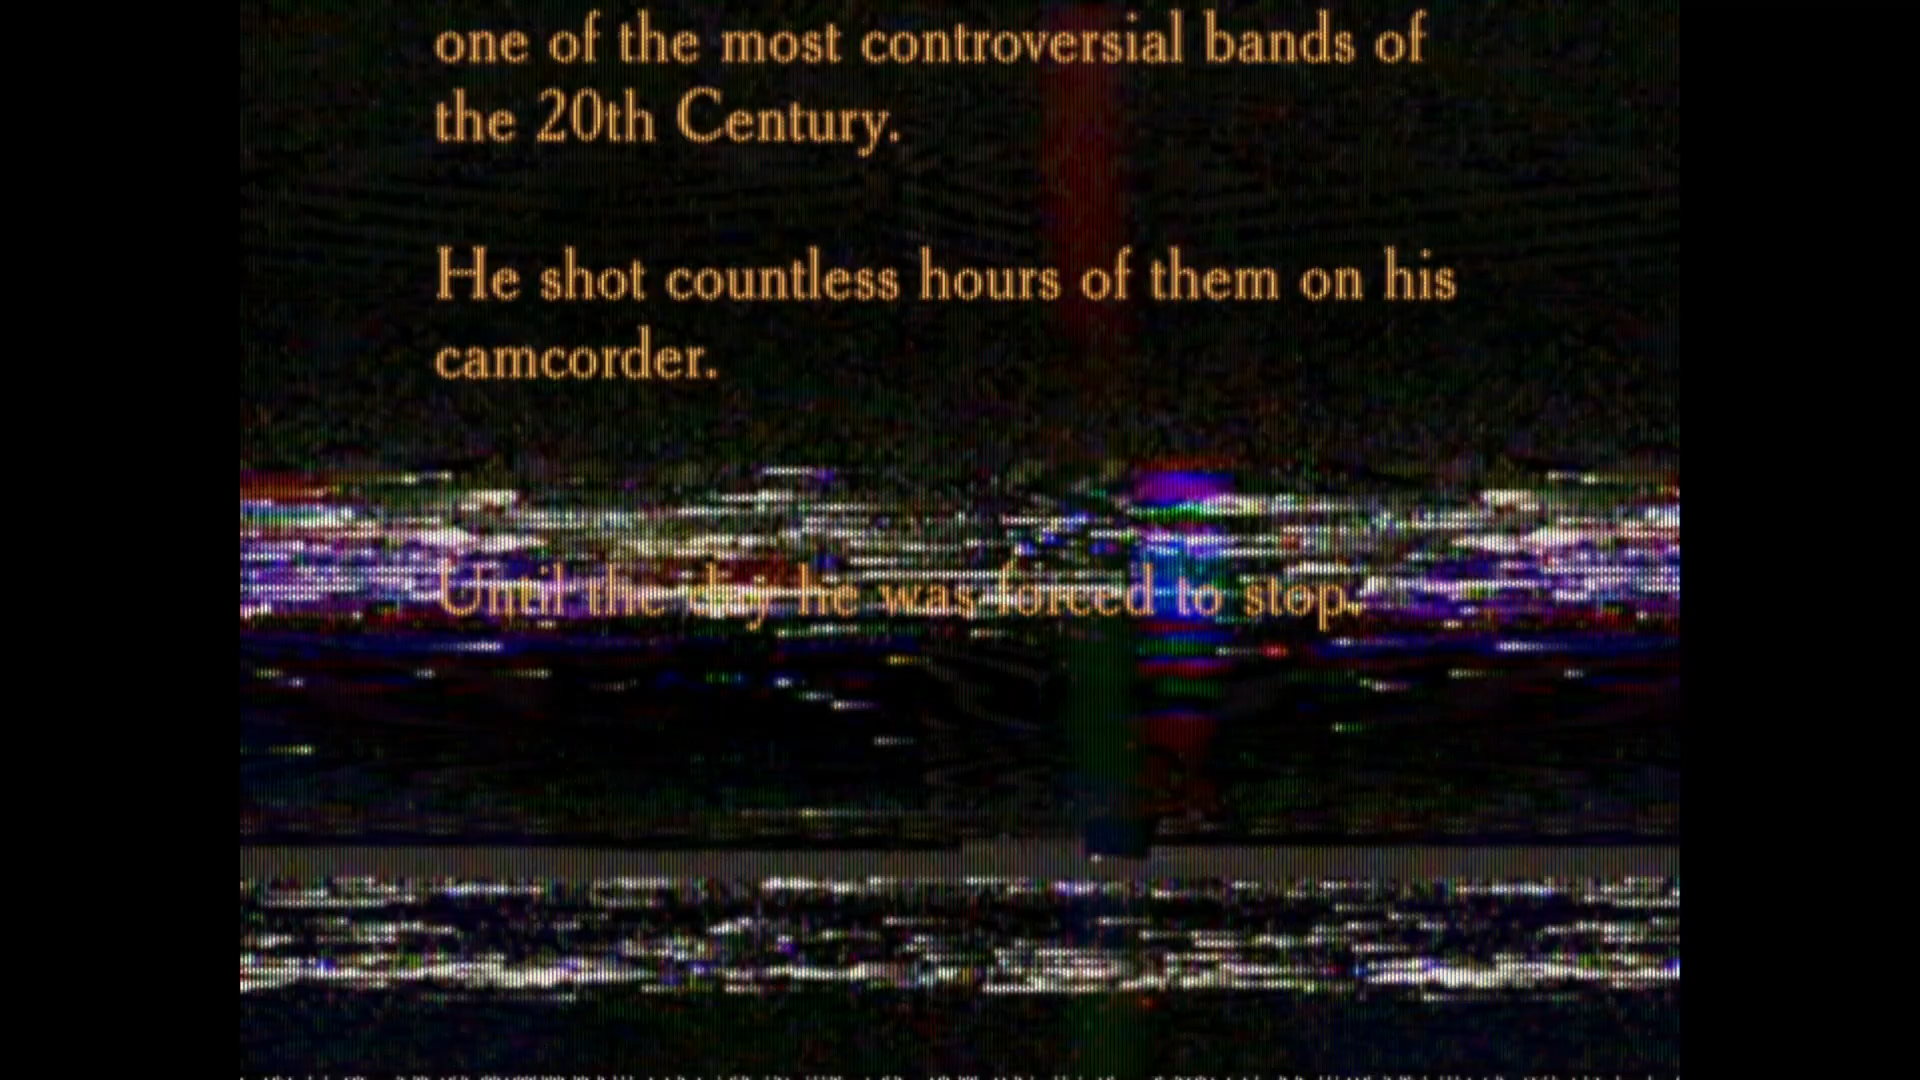 one of the most controversial bands of
the 20th Century.
He shot countless hours of them on his
camcorder.
Until the day he was forced to stop.